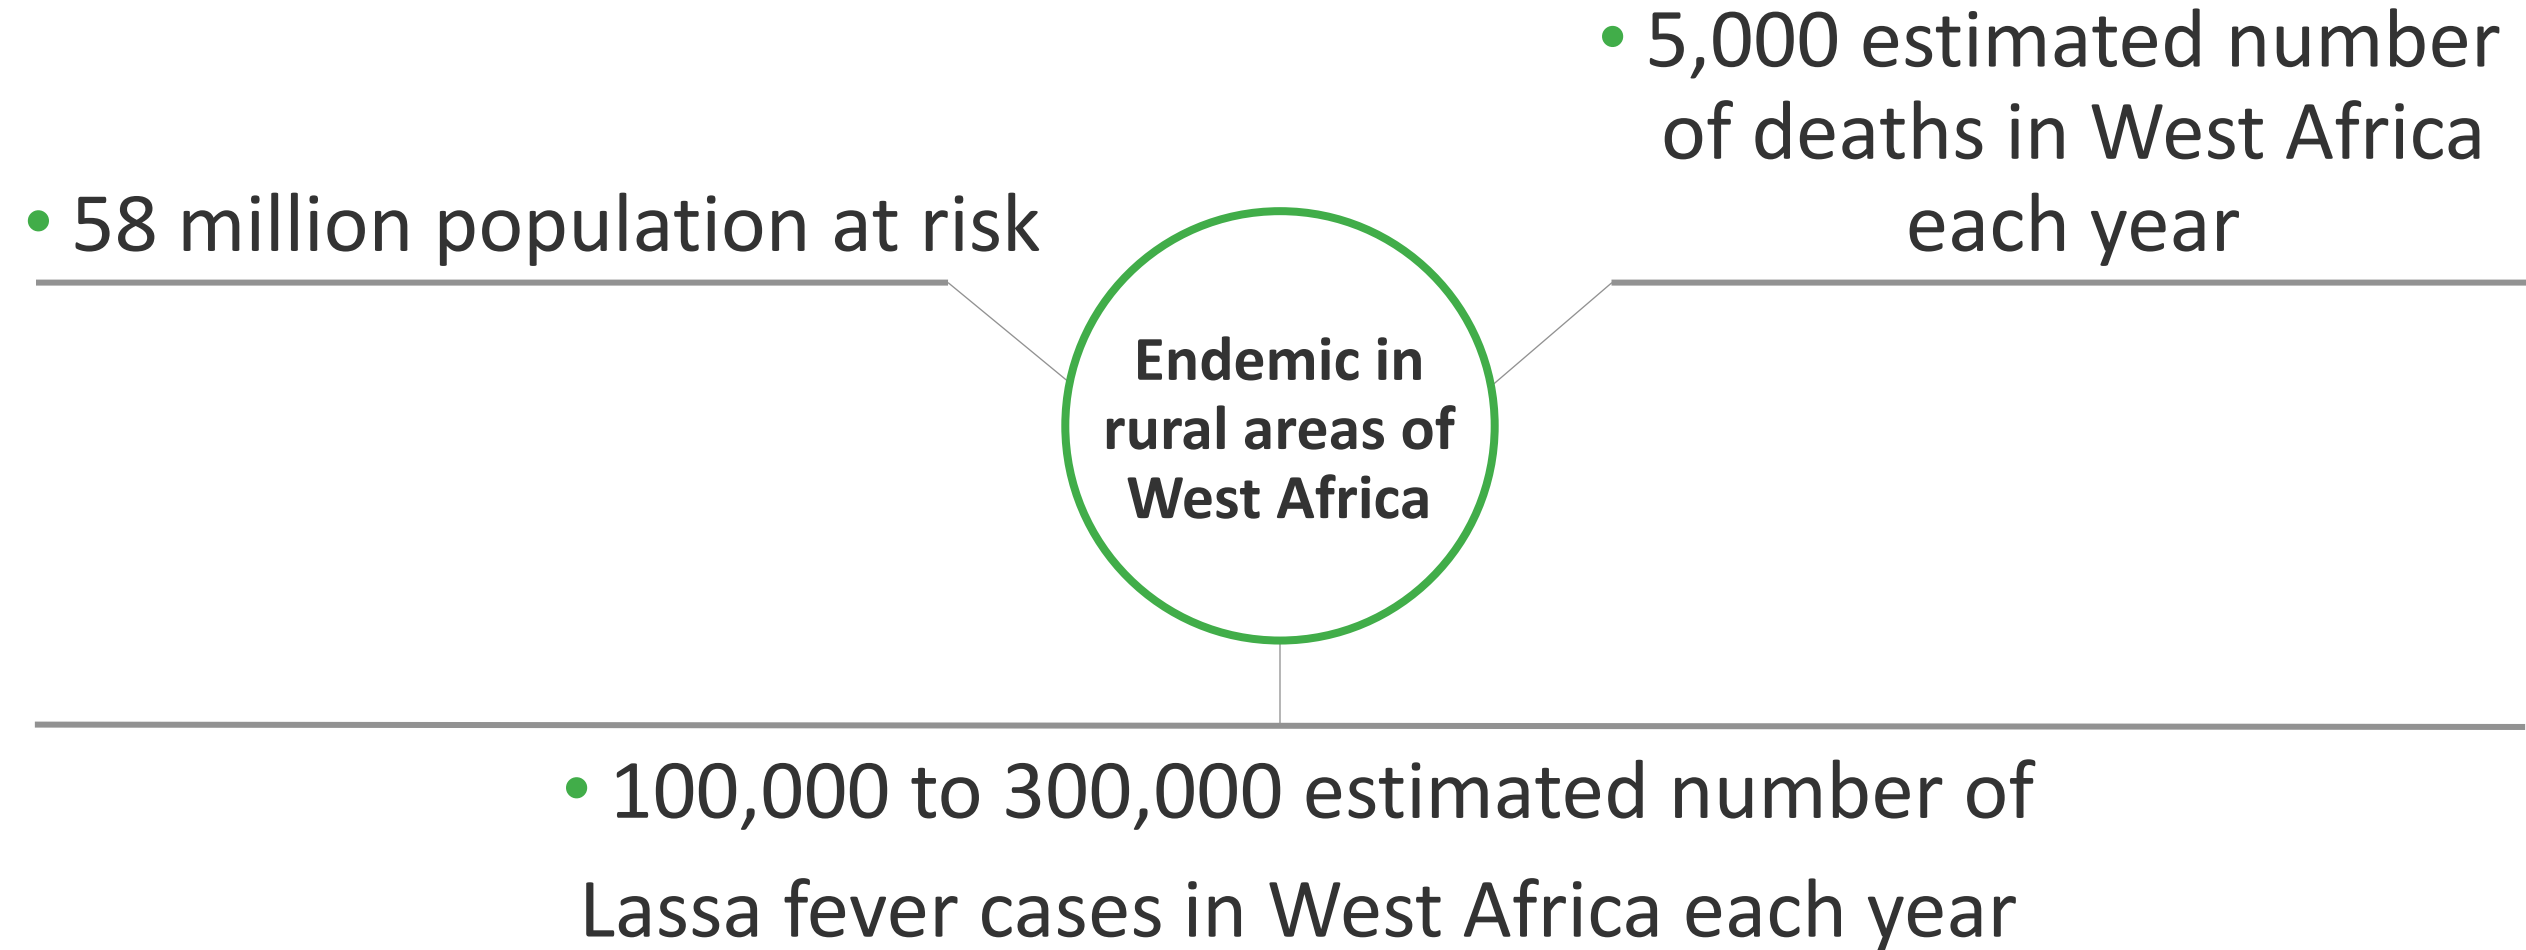 • 58 million population at risk
• 5,000 estimated number
of deaths in West Africa
each year
Endemic in
rural areas of
West Africa
• 100,000 to 300,000 estimated number of
Lassa fever cases in West Africa each year